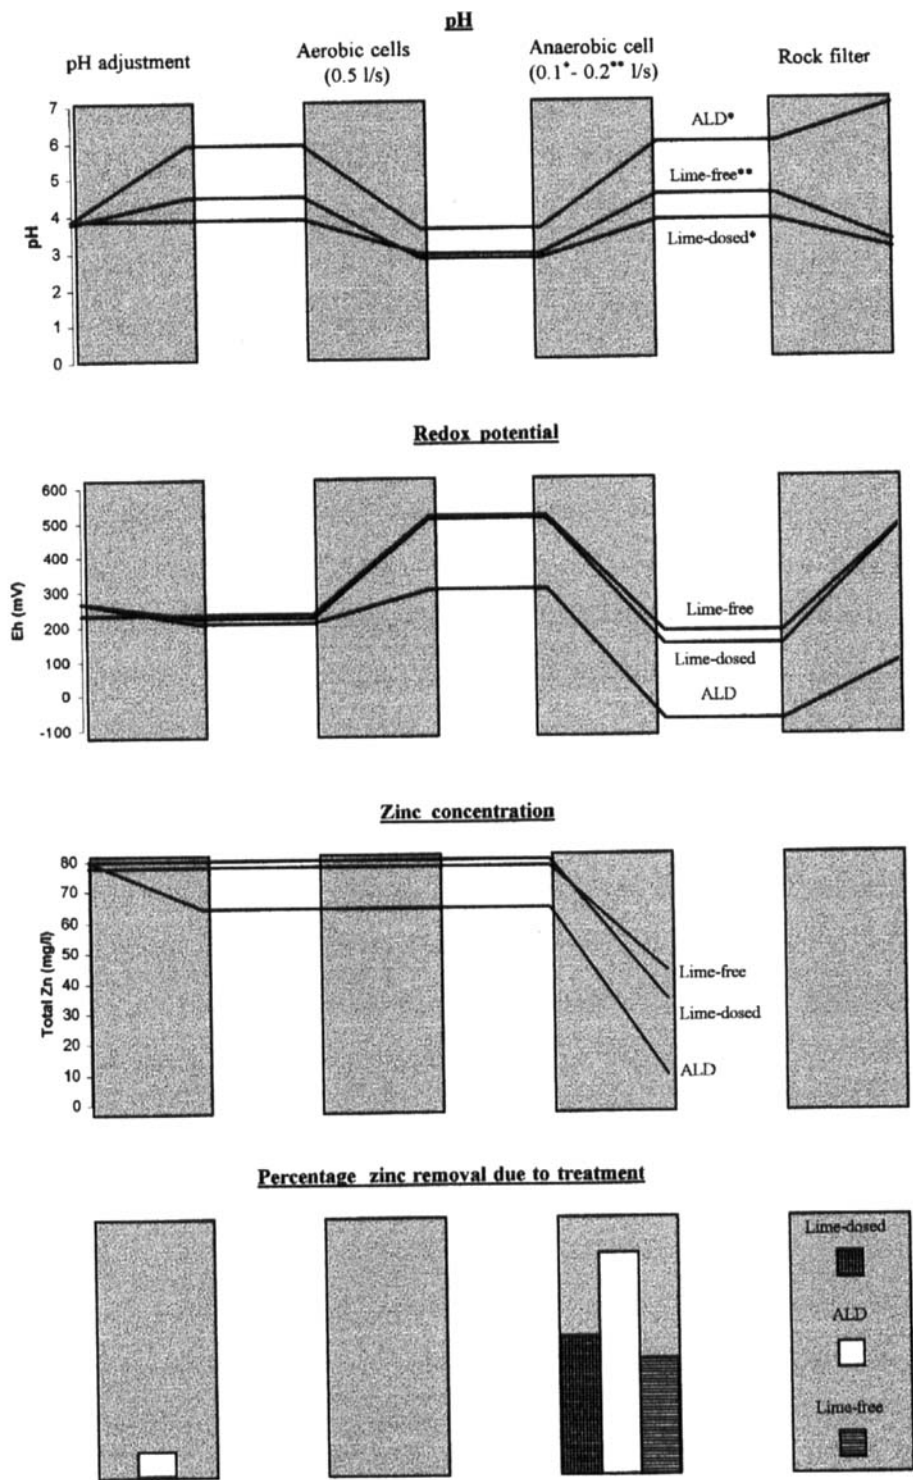 pH
pH adjustment
Aerobic cells
(0.5 l/s)
Anaerobic cell
(0.1*- 0.2** l/s)
Rock filter
7
6
5
4
3
2
1
0
pH
ALD*
Lime-free**
Lime-dosed*
Redox potential
600
500
400
300
200
100
0
-100
Eh (mV)
Lime-free
Lime-dosed
ALD
Zinc concentration
80
70
60
50
40
30
20
10
0
Total Zn (mg/l)
Lime-free
Lime-dosed
ALD
Percentage zinc removal due to treatment
Lime-dosed
ALD
Lime-free